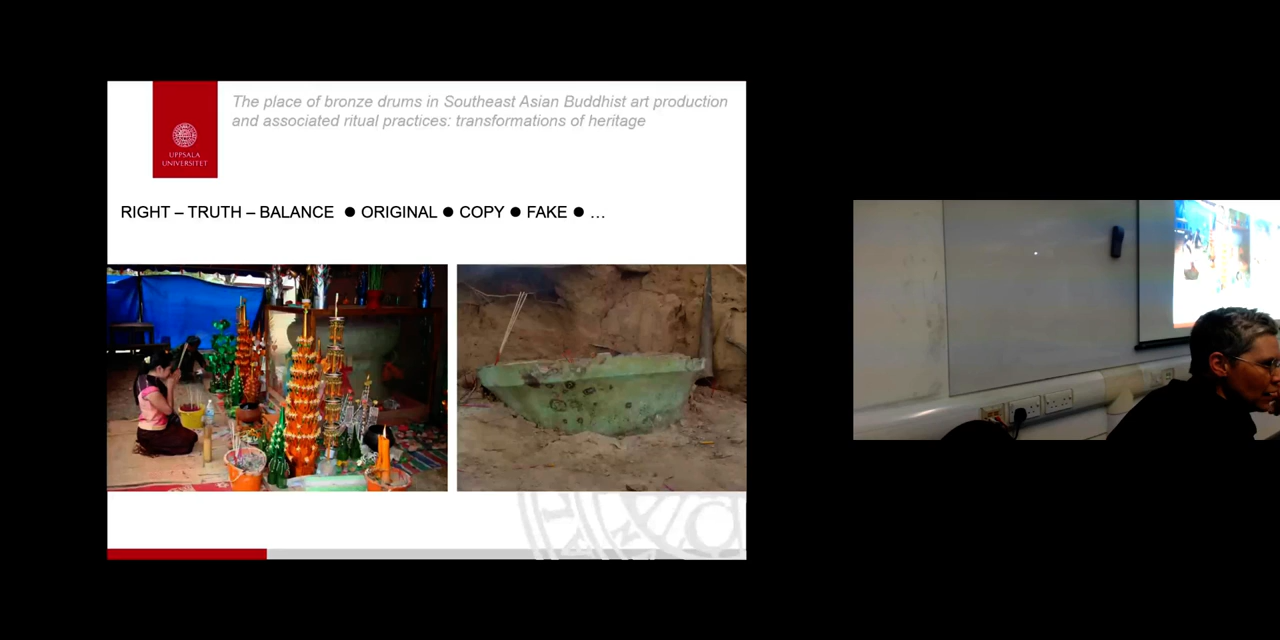 The place of bronze drums in Southeast Asian Buddhist art production
and associated ritual practices: transformations of heritage
UPPSALA
UNIVERSITET
RIGHT – TRUTH – BALANCE ● ORIGINAL ● COPY ● FAKE ● …